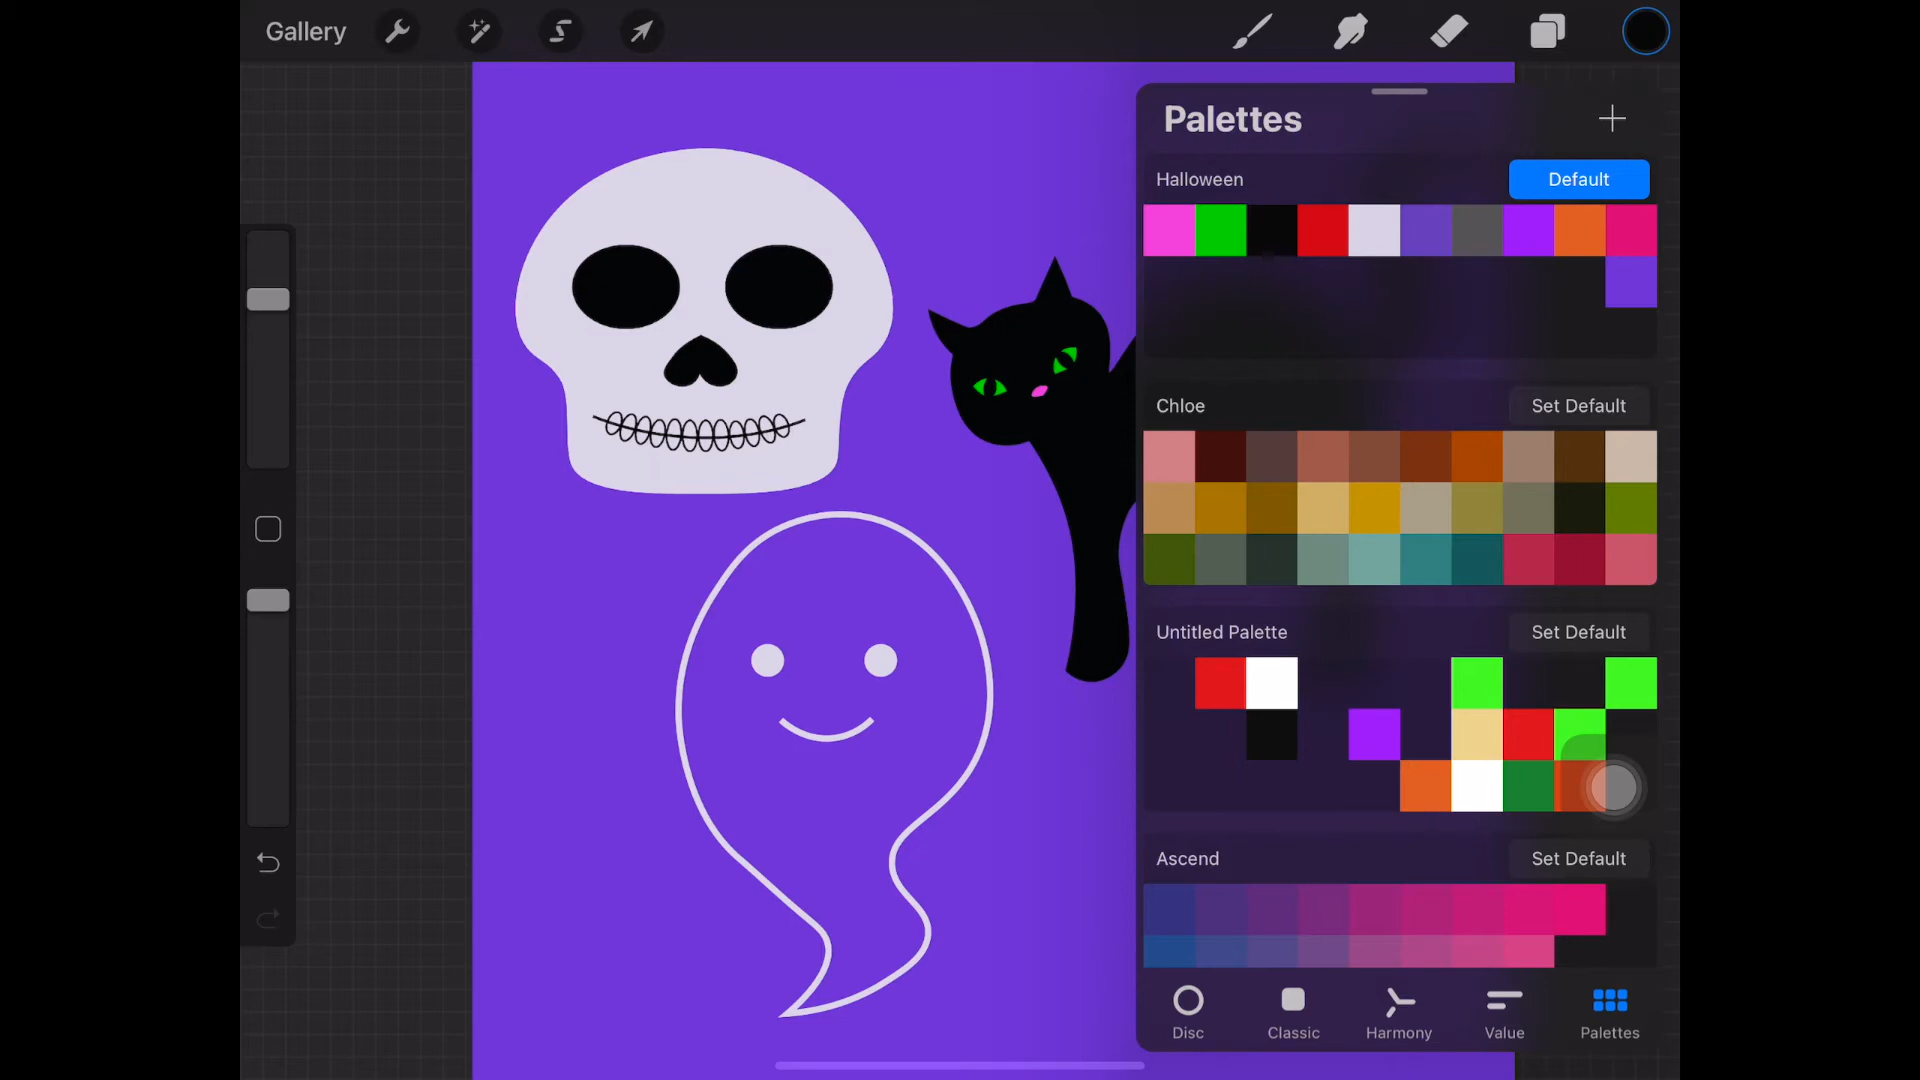 Gallery
Palettes
Halloween
Default
Chloe
Set Default
Untitled Palette
Set Default
Ascend
Set Default
Disc
Classic
Harmony
Value
Palettes